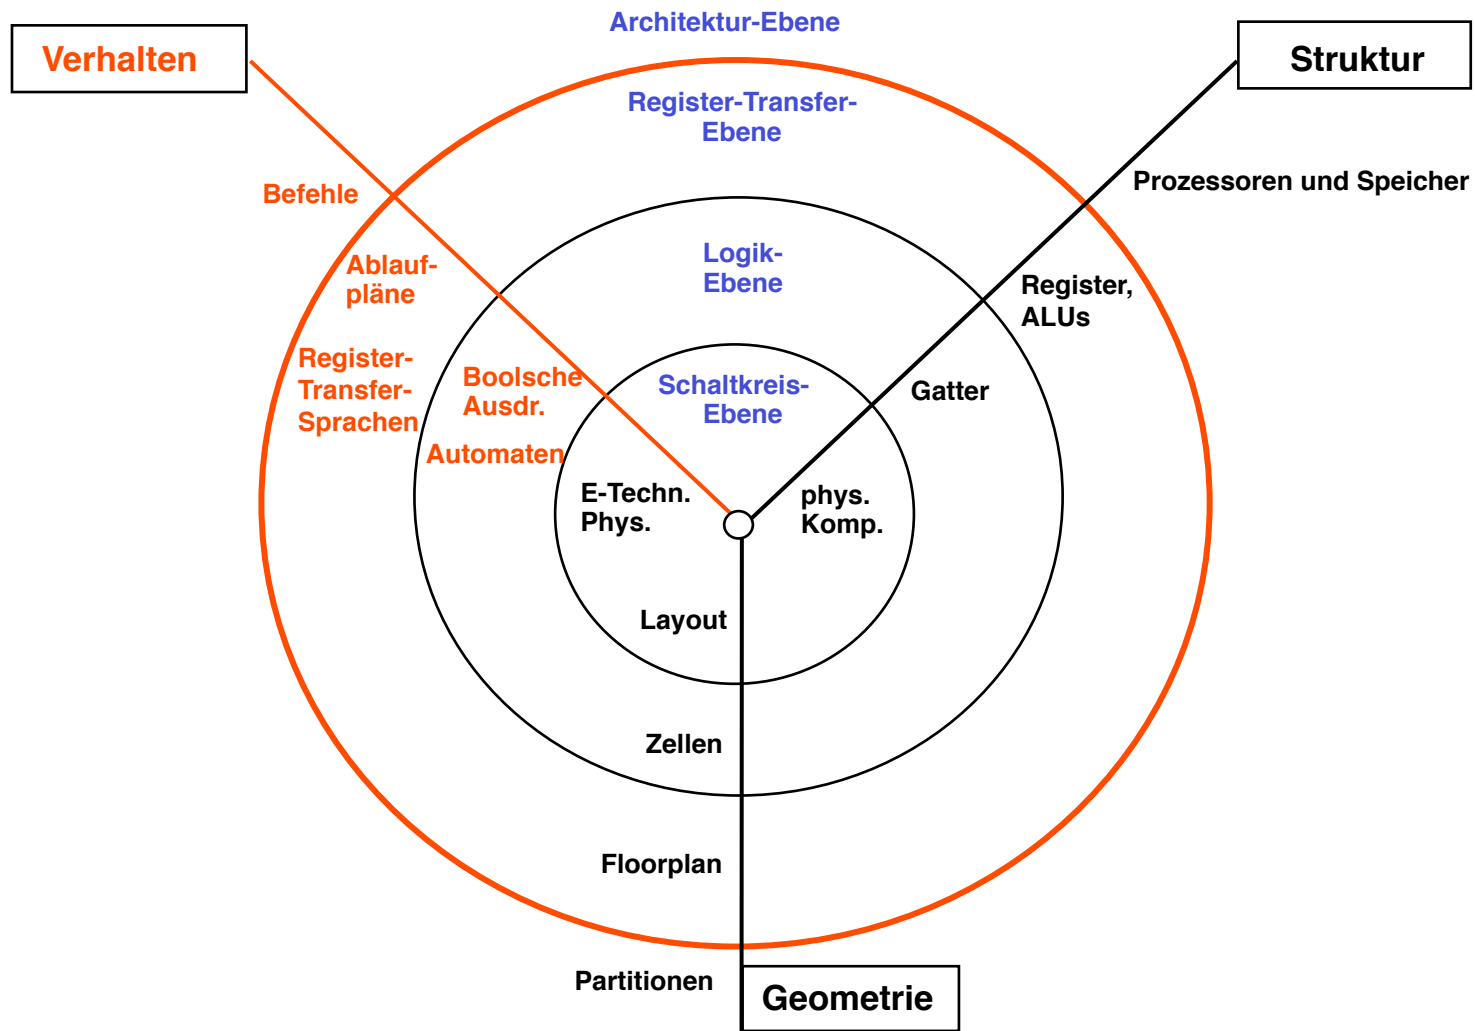 Architektur-Ebene
Verhalten
Struktur
Register-Transfer-
Ebene
Befehle
Prozessoren und Speicher
Ablauf-
pläne
Logik-
Ebene
Register,
ALUs
Register-
Transfer-
Sprachen
Boolsche
Ausdr.
Schaltkreis-
Ebene
Gatter
Automaten
E-Techn.
Phys.
phys.
Komp.
Layout
Zellen
Floorplan
Partitionen
Geometrie